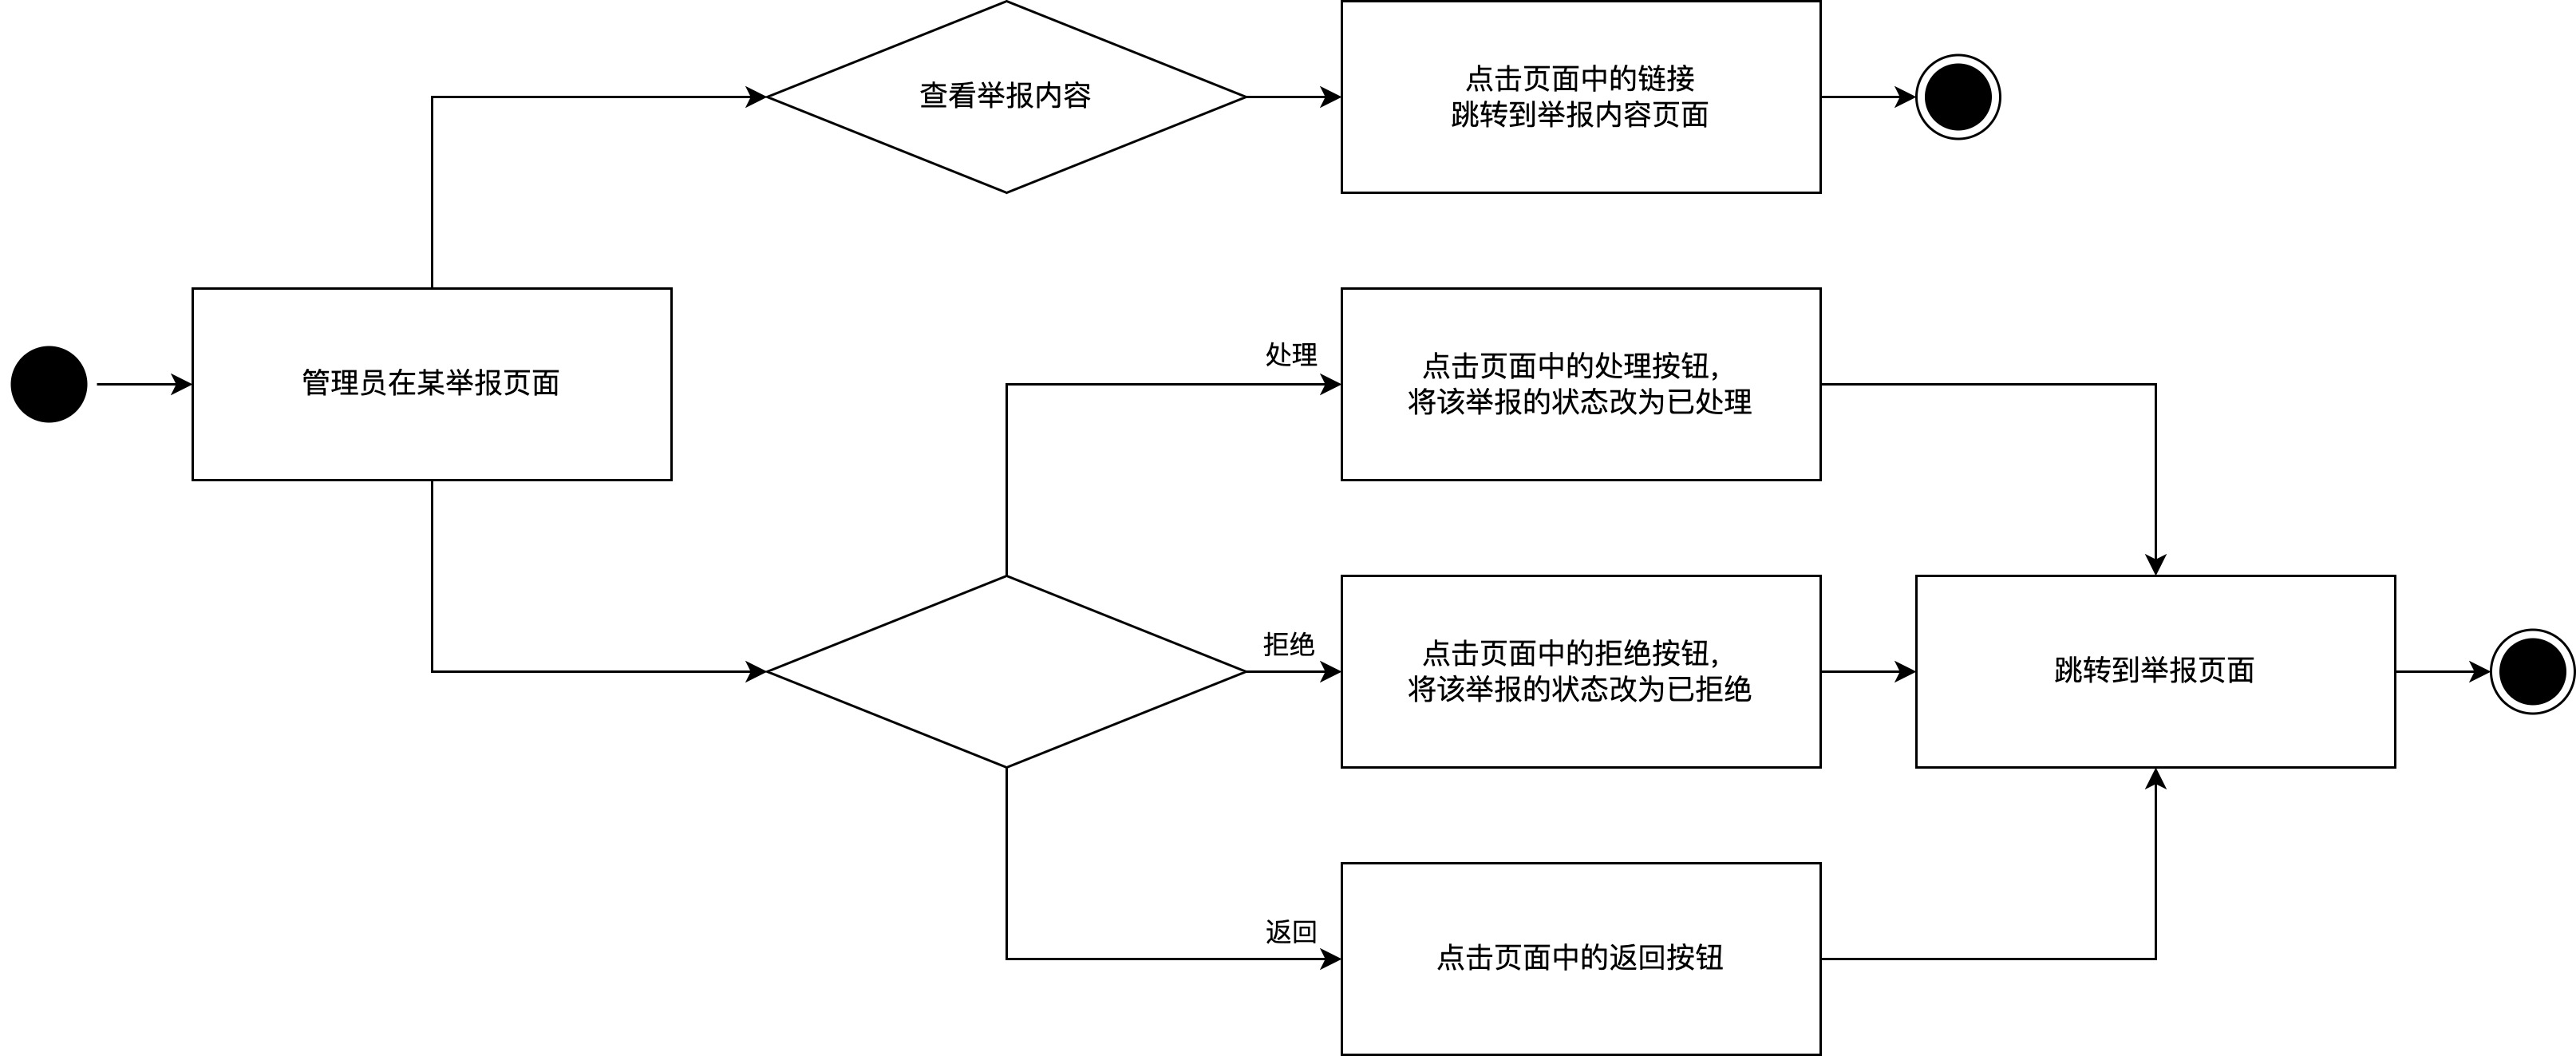 查看举报内容
点击页面中的链接
跳转到举报内容页面
管理员在某举报页面
处理
点击页面中的处理按钮，
将该举报的状态改为已处理
拒绝
点击页面中的拒绝按钮，
将该举报的状态改为已拒绝
跳转到举报页面
返回
点击页面中的返回按钮